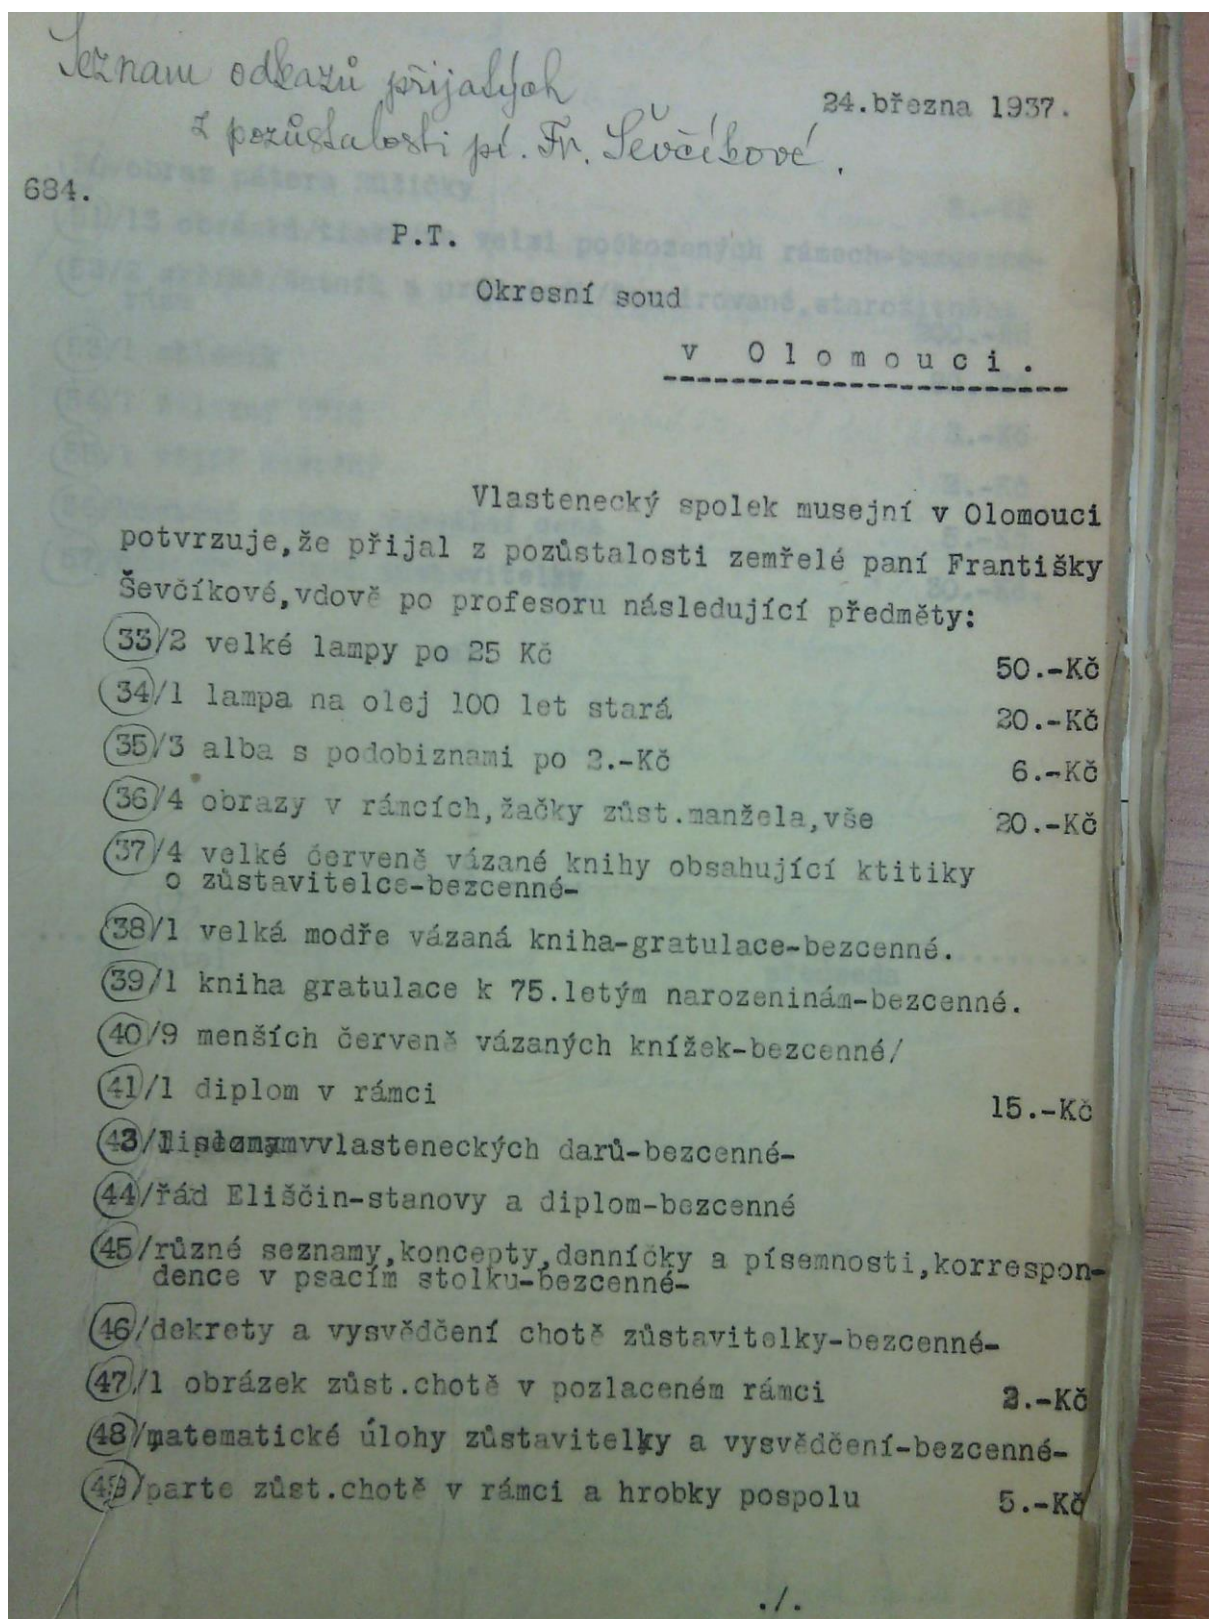 Seznam odkazů přijatých
z pozůstalosti pí. Fr. Ševčíkové.
24.března 1937.
684.
P.T.
Okresní soud
v Olomouci.
Vlastenecký spolek musejní v Olomouci
potvrzuje,že přijal z pozůstalosti zemřelé paní Františky
Ševčíkové,vdově po profesoru následující předměty:
33/2 velké lampy po 25 Kč 50.-Kč
34/1 lampa na olej 100 let stará 20.-Kč
35/3 alba s podobiznami po 2.-Kč 6.-Kč
36/4 obrazy v rámcích,žačky zůst.manžela,vše 20.-Kč
37/4 velké červeně vázané knihy obsahující ktitiky
o zůstavitelce-bezcenné-
38/1 velká modře vázaná kniha-gratulace-bezcenné.
39/1 kniha gratulace k 75.letým narozeninám-bezcenné.
40/9 menších červeně vázaných knížek-bezcenné/
41/1 diplom v rámci 15.-Kč
43/ vlasteneckých darů-bezcenné-
44/řád Eliščin-stanovy a diplom-bezcenné
45/různé seznamy,koncepty,denníčky a písemnosti,korrespon-
dence v psacím stolku-bezcenné-
46/dekrety a vysvědčení chotě zůstavitelky-bezcenné-
47/1 obrázek zůst.chotě v pozlaceném rámci 2.-Kč
48/matematické úlohy zůstavitelky a vysvědčení-bezcenné-
49/parte zůst.chotě v rámci a hrobky pospolu 5.-Kč
./.